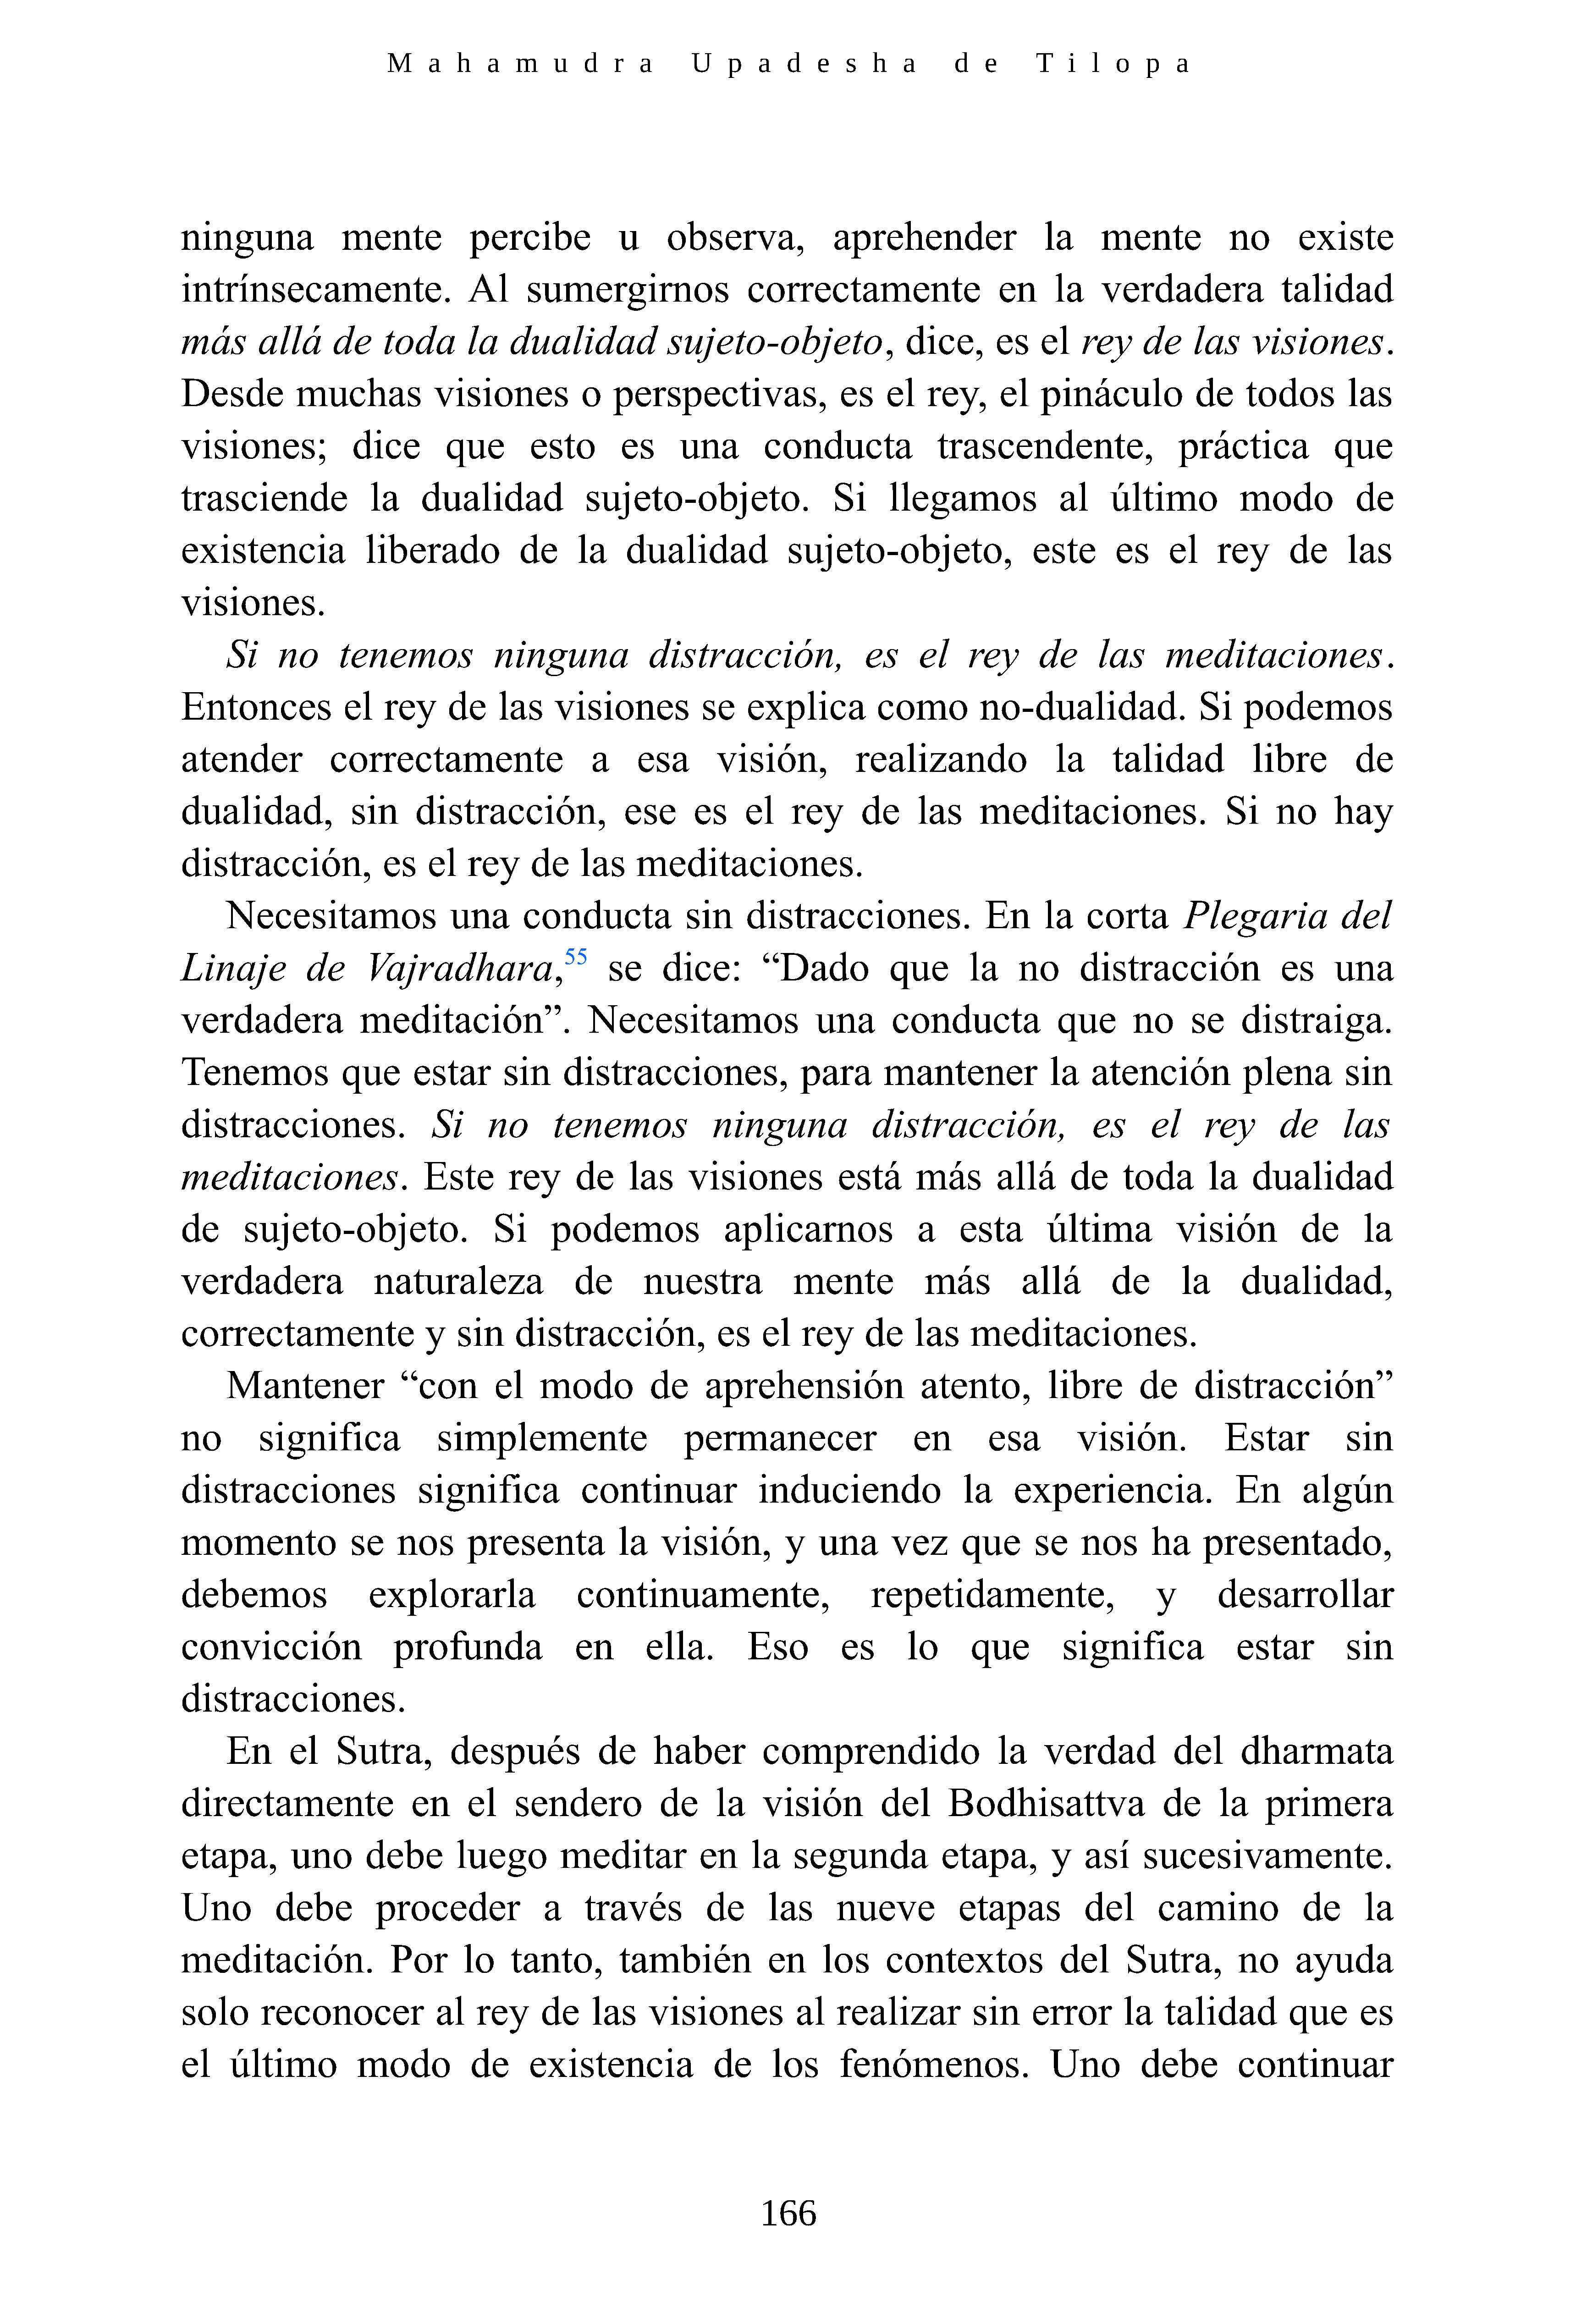 Mahamudra Upadesha de Tilopa
ninguna mente percibe u observa, aprehender la mente no existe
intrínsecamente. Al sumergirnos correctamente en la verdadera talidad
más allá de toda la dualidad sujeto-objeto, dice, es el rey de las visiones.
Desde muchas visiones o perspectivas, es el rey, el pináculo de todos las
visiones; dice que esto es una conducta trascendente, práctica que
trasciende la dualidad sujeto-objeto. Si llegamos al último modo de
existencia liberado de la dualidad sujeto-objeto, este es el rey de las
visiones.
Si no tenemos ninguna distracción, es el rey de las meditaciones.
Entonces el rey de las visiones se explica como no-dualidad. Si podemos
atender correctamente a esa visión, realizando la talidad libre de
dualidad, sin distracción, ese es el rey de las meditaciones. Si no hay
distracción, es el rey de las meditaciones.
Necesitamos una conducta sin distracciones. En la corta Plegaria del
Linaje de Vajradhara,55 se dice: “Dado que la no distracción es una
verdadera meditación”. Necesitamos una conducta que no se distraiga.
Tenemos que estar sin distracciones, para mantener la atención plena sin
distracciones. Si no tenemos ninguna distracción, es el rey de las
meditaciones. Este rey de las visiones está más allá de toda la dualidad
de sujeto-objeto. Si podemos aplicarnos a esta última visión de la
verdadera naturaleza de nuestra mente más allá de la dualidad,
correctamente y sin distracción, es el rey de las meditaciones.
Mantener “con el modo de aprehensión atento, libre de distracción”
no significa simplemente permanecer en esa visión. Estar sin
distracciones significa continuar induciendo la experiencia. En algún
momento se nos presenta la visión, y una vez que se nos ha presentado,
debemos explorarla continuamente, repetidamente, y desarrollar
convicción profunda en ella. Eso es lo que significa estar sin
distracciones.
En el Sutra, después de haber comprendido la verdad del dharmata
directamente en el sendero de la visión del Bodhisattva de la primera
etapa, uno debe luego meditar en la segunda etapa, y así sucesivamente.
Uno debe proceder a través de las nueve etapas del camino de la
meditación. Por lo tanto, también en los contextos del Sutra, no ayuda
solo reconocer al rey de las visiones al realizar sin error la talidad que es
el último modo de existencia de los fenómenos. Uno debe continuar
166